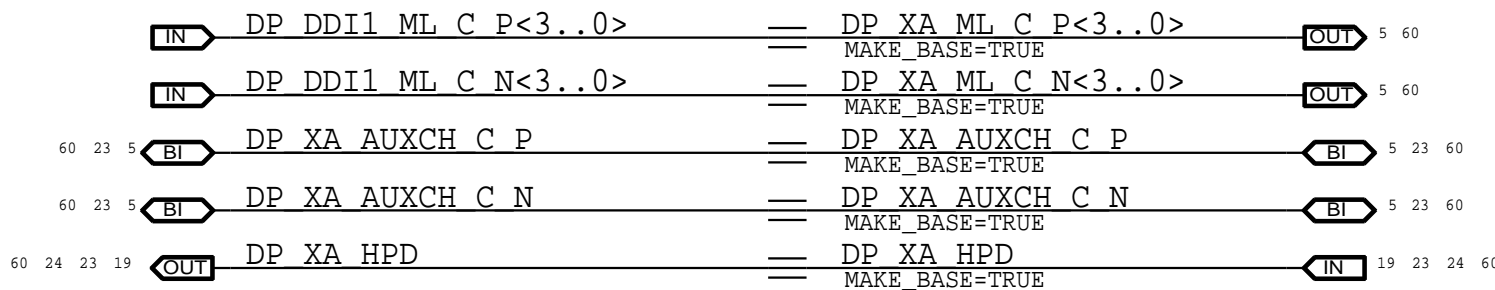 IN DP_DDI1_ML_C_P<3..0> DP_XA_ML_C_P<3..0> OUT 5 60
MAKE_BASE=TRUE
IN DP_DDI1_ML_C_N<3..0> DP_XA_ML_C_N<3..0> OUT 5 60
MAKE_BASE=TRUE
60 23 5 BI DP_XA_AUXCH_C_P DP_XA_AUXCH_C_P BI 5 23 60
MAKE_BASE=TRUE
60 23 5 BI DP_XA_AUXCH_C_N DP_XA_AUXCH_C_N BI 5 23 60
MAKE_BASE=TRUE
60 24 23 19 OUT DP_XA_HPD DP_XA_HPD IN 19 23 24 60
MAKE_BASE=TRUE